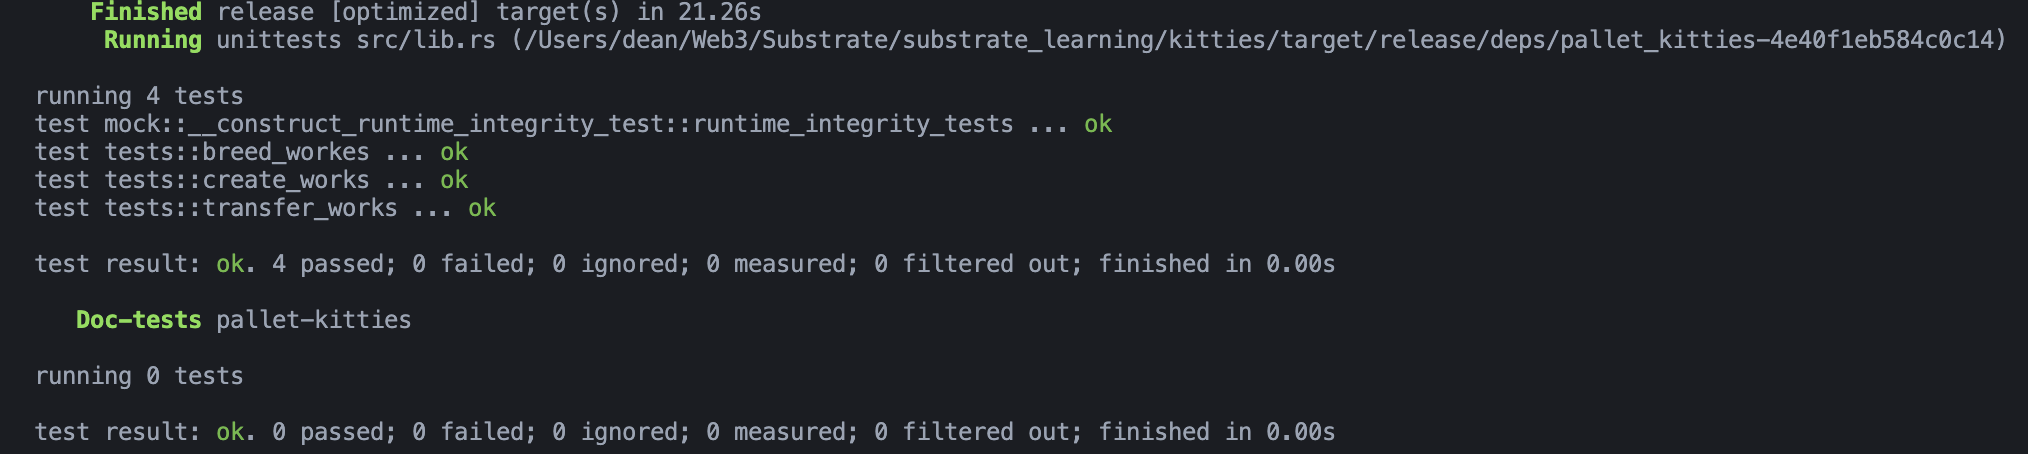 Finished release [optimized] target(s) in 21.26s
Running unittests src/lib.rs (/Users/dean/Web3/Substrate/substrate_learning/kitties/target/release/deps/pallet_kitties-4e40f1eb584c0c14)
running 4 tests
test mock::__construct_runtime_integrity_test::runtime_integrity_tests ... ok
test tests::breed_workes ... ok
test tests::create_works ... ok
test tests::transfer_works ... ok
test result: ok. 4 passed; 0 failed; 0 ignored; 0 measured; 0 filtered out; finished in 0.00s
Doc-tests pallet-kitties
running 0 tests
test result: ok. 0 passed; 0 failed; 0 ignored; 0 measured; 0 filtered out; finished in 0.00s